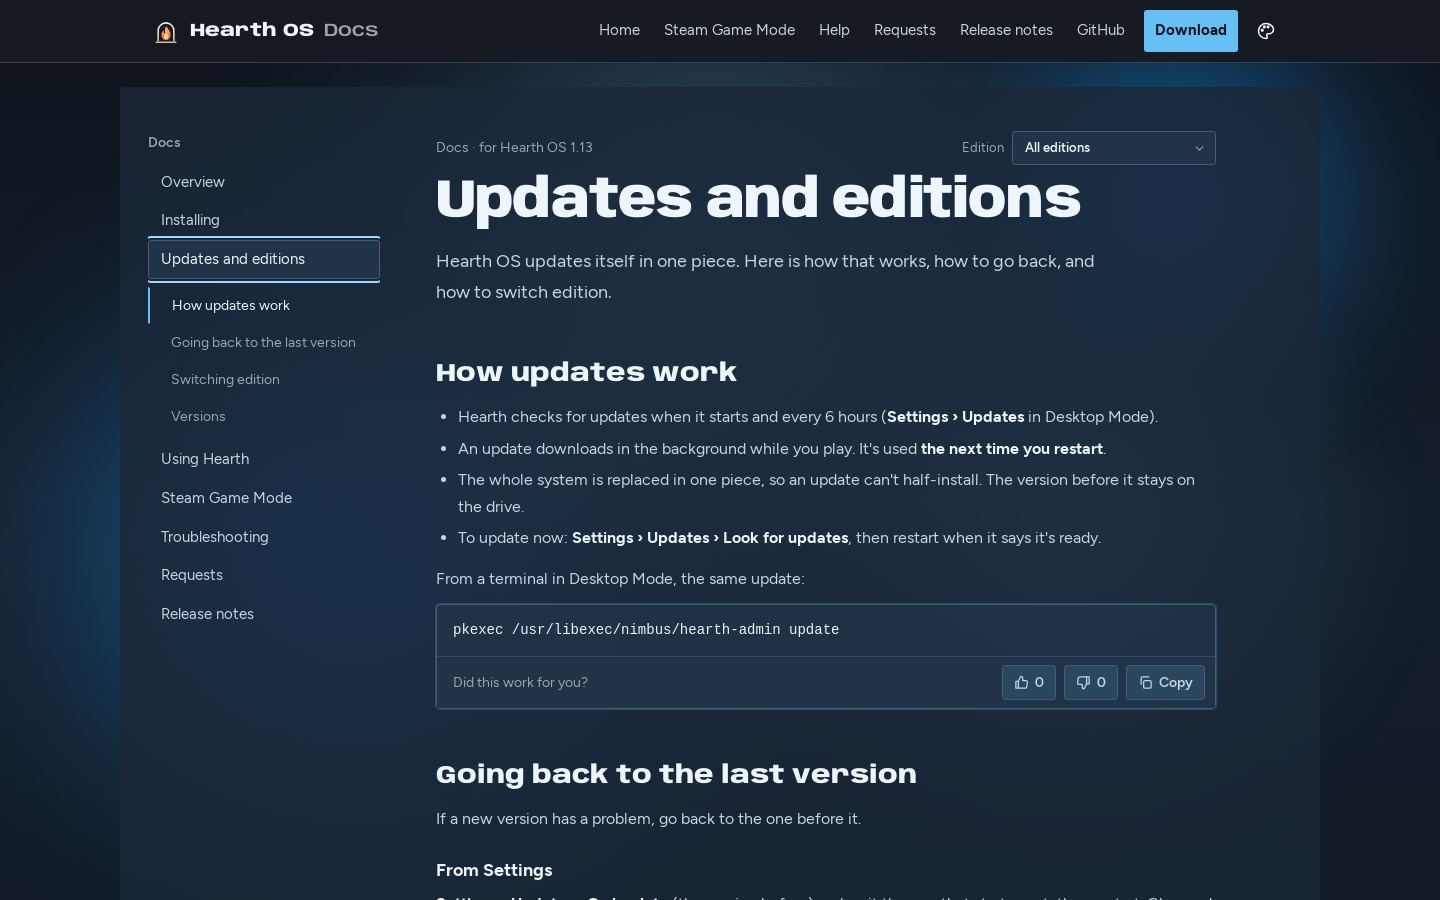 Hearth OS Docs
Home
Steam Game Mode
Help
Requests
Release notes
GitHub
Download
Docs
Overview
Installing
Updates and editions
How updates work
Going back to the last version
Switching edition
Versions
Using Hearth
Steam Game Mode
Troubleshooting
Requests
Release notes
Docs · for Hearth OS 1.13
Edition
All editions
Updates and editions
Hearth OS updates itself in one piece. Here is how that works, how to go back, and
how to switch edition.
How updates work
• Hearth checks for updates when it starts and every 6 hours (Settings › Updates in Desktop Mode).
• An update downloads in the background while you play. It's used the next time you restart.
• The whole system is replaced in one piece, so an update can't half-install. The version before it stays on
the drive.
• To update now: Settings › Updates › Look for updates, then restart when it says it's ready.
From a terminal in Desktop Mode, the same update:
pkexec /usr/libexec/nimbus/hearth-admin update
Did this work for you?
0
0
Copy
Going back to the last version
If a new version has a problem, go back to the one before it.
From Settings